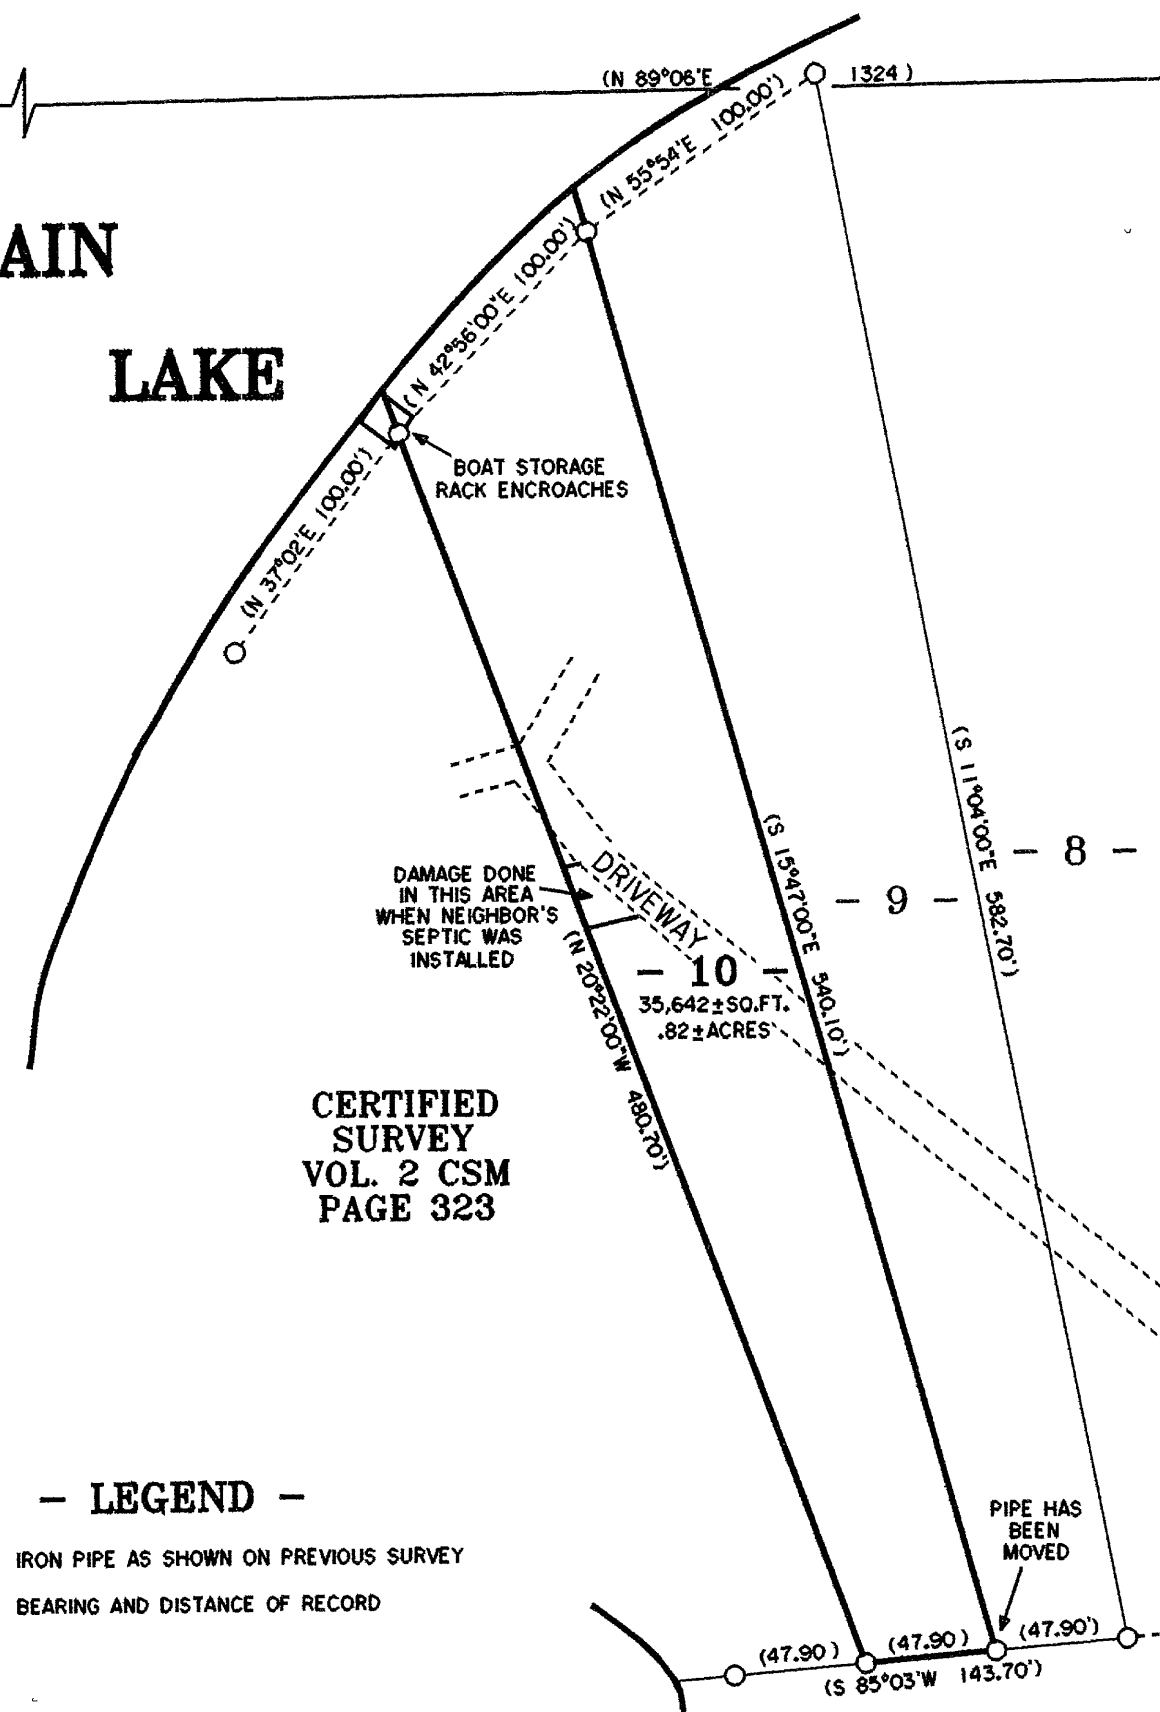 (N 89°06'E 1324)
(N 55°54'E 100.00')
AIN
LAKE
(N 42°56'00"E 100.00')
BOAT STORAGE
RACK ENCROACHES
(N 37°02'E 100.00')
(S 11°04'00"E 582.70')
- 8 -
(S 15°47'00"E 540.10')
- 9 -
DAMAGE DONE
IN THIS AREA
WHEN NEIGHBOR'S
SEPTIC WAS
INSTALLED
DRIVEWAY
- 10 -
35,642±SQ.FT.
.82±ACRES
(N 20°22'00"W 480.70')
CERTIFIED
SURVEY
VOL. 2 CSM
PAGE 323
- LEGEND -
IRON PIPE AS SHOWN ON PREVIOUS SURVEY
BEARING AND DISTANCE OF RECORD
PIPE HAS
BEEN
MOVED
(47.90)
(47.90)
(47.90')
(S 85°03'W 143.70')